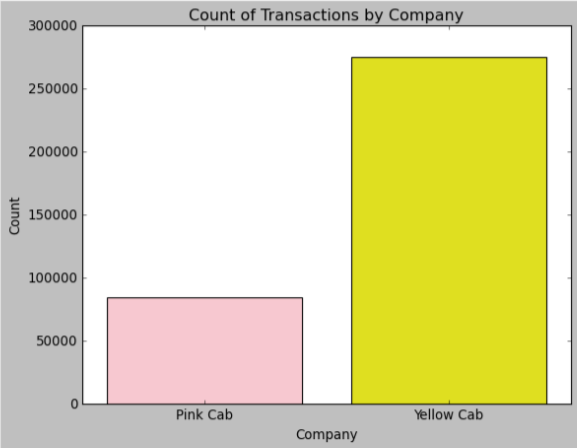 Count of Transactions by Company
300000
250000
200000
150000
100000
50000
0
Count
Pink Cab
Yellow Cab
Company